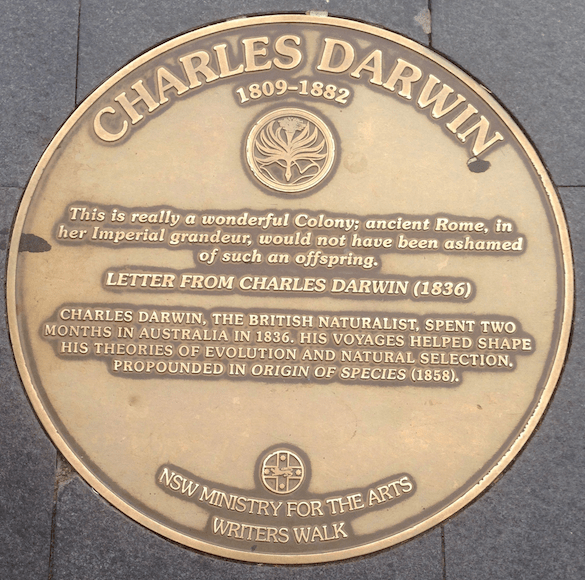 CHARLES DARWIN
1809–1882
This is really a wonderful Colony; ancient Rome, in
her Imperial grandeur, would not have been ashamed
of such an offspring.
LETTER FROM CHARLES DARWIN (1836)
CHARLES DARWIN, THE BRITISH NATURALIST, SPENT TWO
MONTHS IN AUSTRALIA IN 1836. HIS VOYAGES HELPED SHAPE
HIS THEORIES OF EVOLUTION AND NATURAL SELECTION.
PROPOUNDED IN ORIGIN OF SPECIES (1858).
NSW MINISTRY FOR THE ARTS
WRITERS WALK